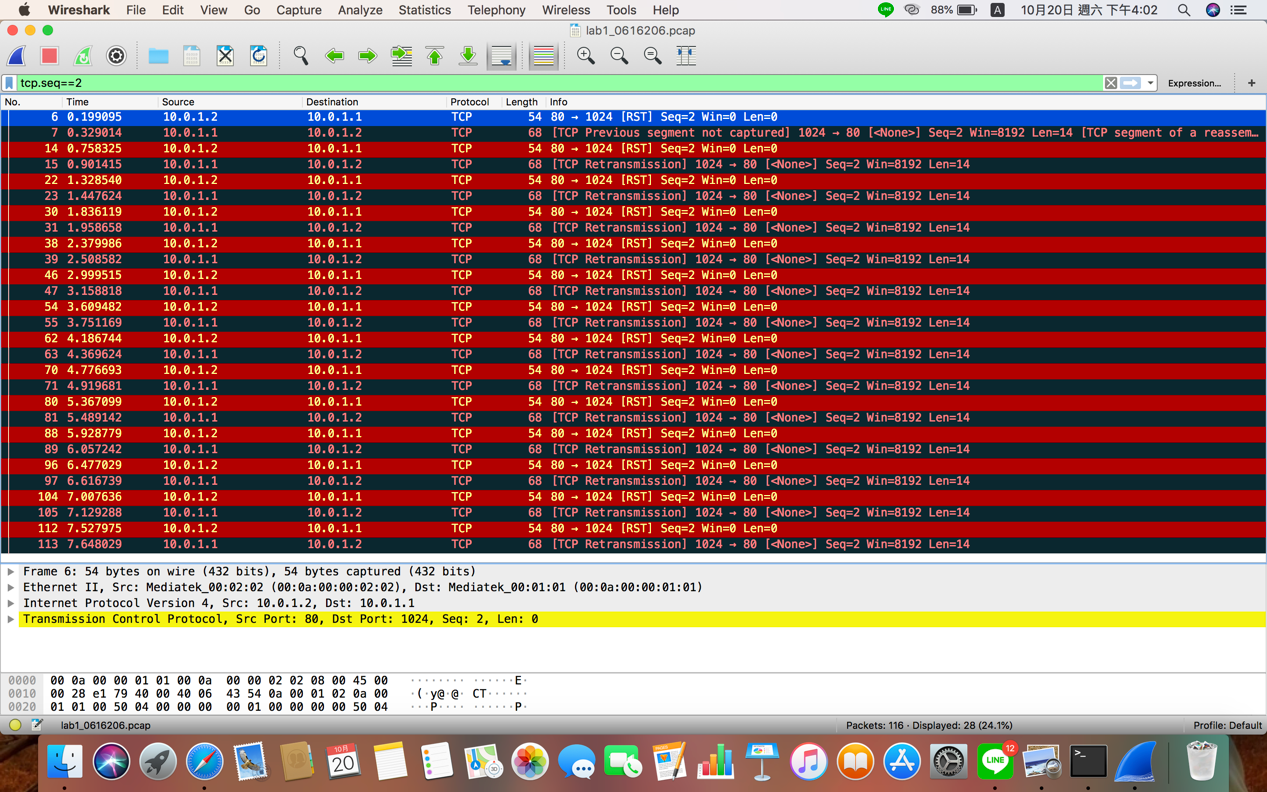 Wireshark File Edit View Go Capture Analyze Statistics Telephony Wireless Tools Help LINE 88% A 10月20日 週六 下午4:02
lab1_0616206.pcap
tcp.seq==2 Expression... +
No. Time Source Destination Protocol Length Info
6 0.199095 10.0.1.2 10.0.1.1 TCP 54 80 → 1024 [RST] Seq=2 Win=0 Len=0
7 0.329014 10.0.1.1 10.0.1.2 TCP 68 [TCP Previous segment not captured] 1024 → 80 [<None>] Seq=2 Win=8192 Len=14 [TCP segment of a reassem…
14 0.758325 10.0.1.2 10.0.1.1 TCP 54 80 → 1024 [RST] Seq=2 Win=0 Len=0
15 0.901415 10.0.1.1 10.0.1.2 TCP 68 [TCP Retransmission] 1024 → 80 [<None>] Seq=2 Win=8192 Len=14
22 1.328540 10.0.1.2 10.0.1.1 TCP 54 80 → 1024 [RST] Seq=2 Win=0 Len=0
23 1.447624 10.0.1.1 10.0.1.2 TCP 68 [TCP Retransmission] 1024 → 80 [<None>] Seq=2 Win=8192 Len=14
30 1.836119 10.0.1.2 10.0.1.1 TCP 54 80 → 1024 [RST] Seq=2 Win=0 Len=0
31 1.958658 10.0.1.1 10.0.1.2 TCP 68 [TCP Retransmission] 1024 → 80 [<None>] Seq=2 Win=8192 Len=14
38 2.379986 10.0.1.2 10.0.1.1 TCP 54 80 → 1024 [RST] Seq=2 Win=0 Len=0
39 2.508582 10.0.1.1 10.0.1.2 TCP 68 [TCP Retransmission] 1024 → 80 [<None>] Seq=2 Win=8192 Len=14
46 2.999515 10.0.1.2 10.0.1.1 TCP 54 80 → 1024 [RST] Seq=2 Win=0 Len=0
47 3.158818 10.0.1.1 10.0.1.2 TCP 68 [TCP Retransmission] 1024 → 80 [<None>] Seq=2 Win=8192 Len=14
54 3.609482 10.0.1.2 10.0.1.1 TCP 54 80 → 1024 [RST] Seq=2 Win=0 Len=0
55 3.751169 10.0.1.1 10.0.1.2 TCP 68 [TCP Retransmission] 1024 → 80 [<None>] Seq=2 Win=8192 Len=14
62 4.186744 10.0.1.2 10.0.1.1 TCP 54 80 → 1024 [RST] Seq=2 Win=0 Len=0
63 4.369624 10.0.1.1 10.0.1.2 TCP 68 [TCP Retransmission] 1024 → 80 [<None>] Seq=2 Win=8192 Len=14
70 4.776693 10.0.1.2 10.0.1.1 TCP 54 80 → 1024 [RST] Seq=2 Win=0 Len=0
71 4.919681 10.0.1.1 10.0.1.2 TCP 68 [TCP Retransmission] 1024 → 80 [<None>] Seq=2 Win=8192 Len=14
80 5.367099 10.0.1.2 10.0.1.1 TCP 54 80 → 1024 [RST] Seq=2 Win=0 Len=0
81 5.489142 10.0.1.1 10.0.1.2 TCP 68 [TCP Retransmission] 1024 → 80 [<None>] Seq=2 Win=8192 Len=14
88 5.928779 10.0.1.2 10.0.1.1 TCP 54 80 → 1024 [RST] Seq=2 Win=0 Len=0
89 6.057242 10.0.1.1 10.0.1.2 TCP 68 [TCP Retransmission] 1024 → 80 [<None>] Seq=2 Win=8192 Len=14
96 6.477029 10.0.1.2 10.0.1.1 TCP 54 80 → 1024 [RST] Seq=2 Win=0 Len=0
97 6.616739 10.0.1.1 10.0.1.2 TCP 68 [TCP Retransmission] 1024 → 80 [<None>] Seq=2 Win=8192 Len=14
104 7.007636 10.0.1.2 10.0.1.1 TCP 54 80 → 1024 [RST] Seq=2 Win=0 Len=0
105 7.129288 10.0.1.1 10.0.1.2 TCP 68 [TCP Retransmission] 1024 → 80 [<None>] Seq=2 Win=8192 Len=14
112 7.527975 10.0.1.2 10.0.1.1 TCP 54 80 → 1024 [RST] Seq=2 Win=0 Len=0
113 7.648029 10.0.1.1 10.0.1.2 TCP 68 [TCP Retransmission] 1024 → 80 [<None>] Seq=2 Win=8192 Len=14
Frame 6: 54 bytes on wire (432 bits), 54 bytes captured (432 bits)
Ethernet II, Src: Mediatek_00:02:02 (00:0a:00:00:02:02), Dst: Mediatek_00:01:01 (00:0a:00:00:01:01)
Internet Protocol Version 4, Src: 10.0.1.2, Dst: 10.0.1.1
Transmission Control Protocol, Src Port: 80, Dst Port: 1024, Seq: 2, Len: 0
0000 00 0a 00 00 01 01 00 0a 00 00 02 02 08 00 45 00 ········ ······E·
0010 00 28 e1 79 40 00 40 06 43 54 0a 00 01 02 0a 00 ·(·y@·@· CT······
0020 01 01 00 50 04 00 00 00 00 01 00 00 00 00 50 04 ···P···· ······P·
lab1_0616206.pcap Packets: 116 · Displayed: 28 (24.1%) Profile: Default
10月
20
30
LINE
12